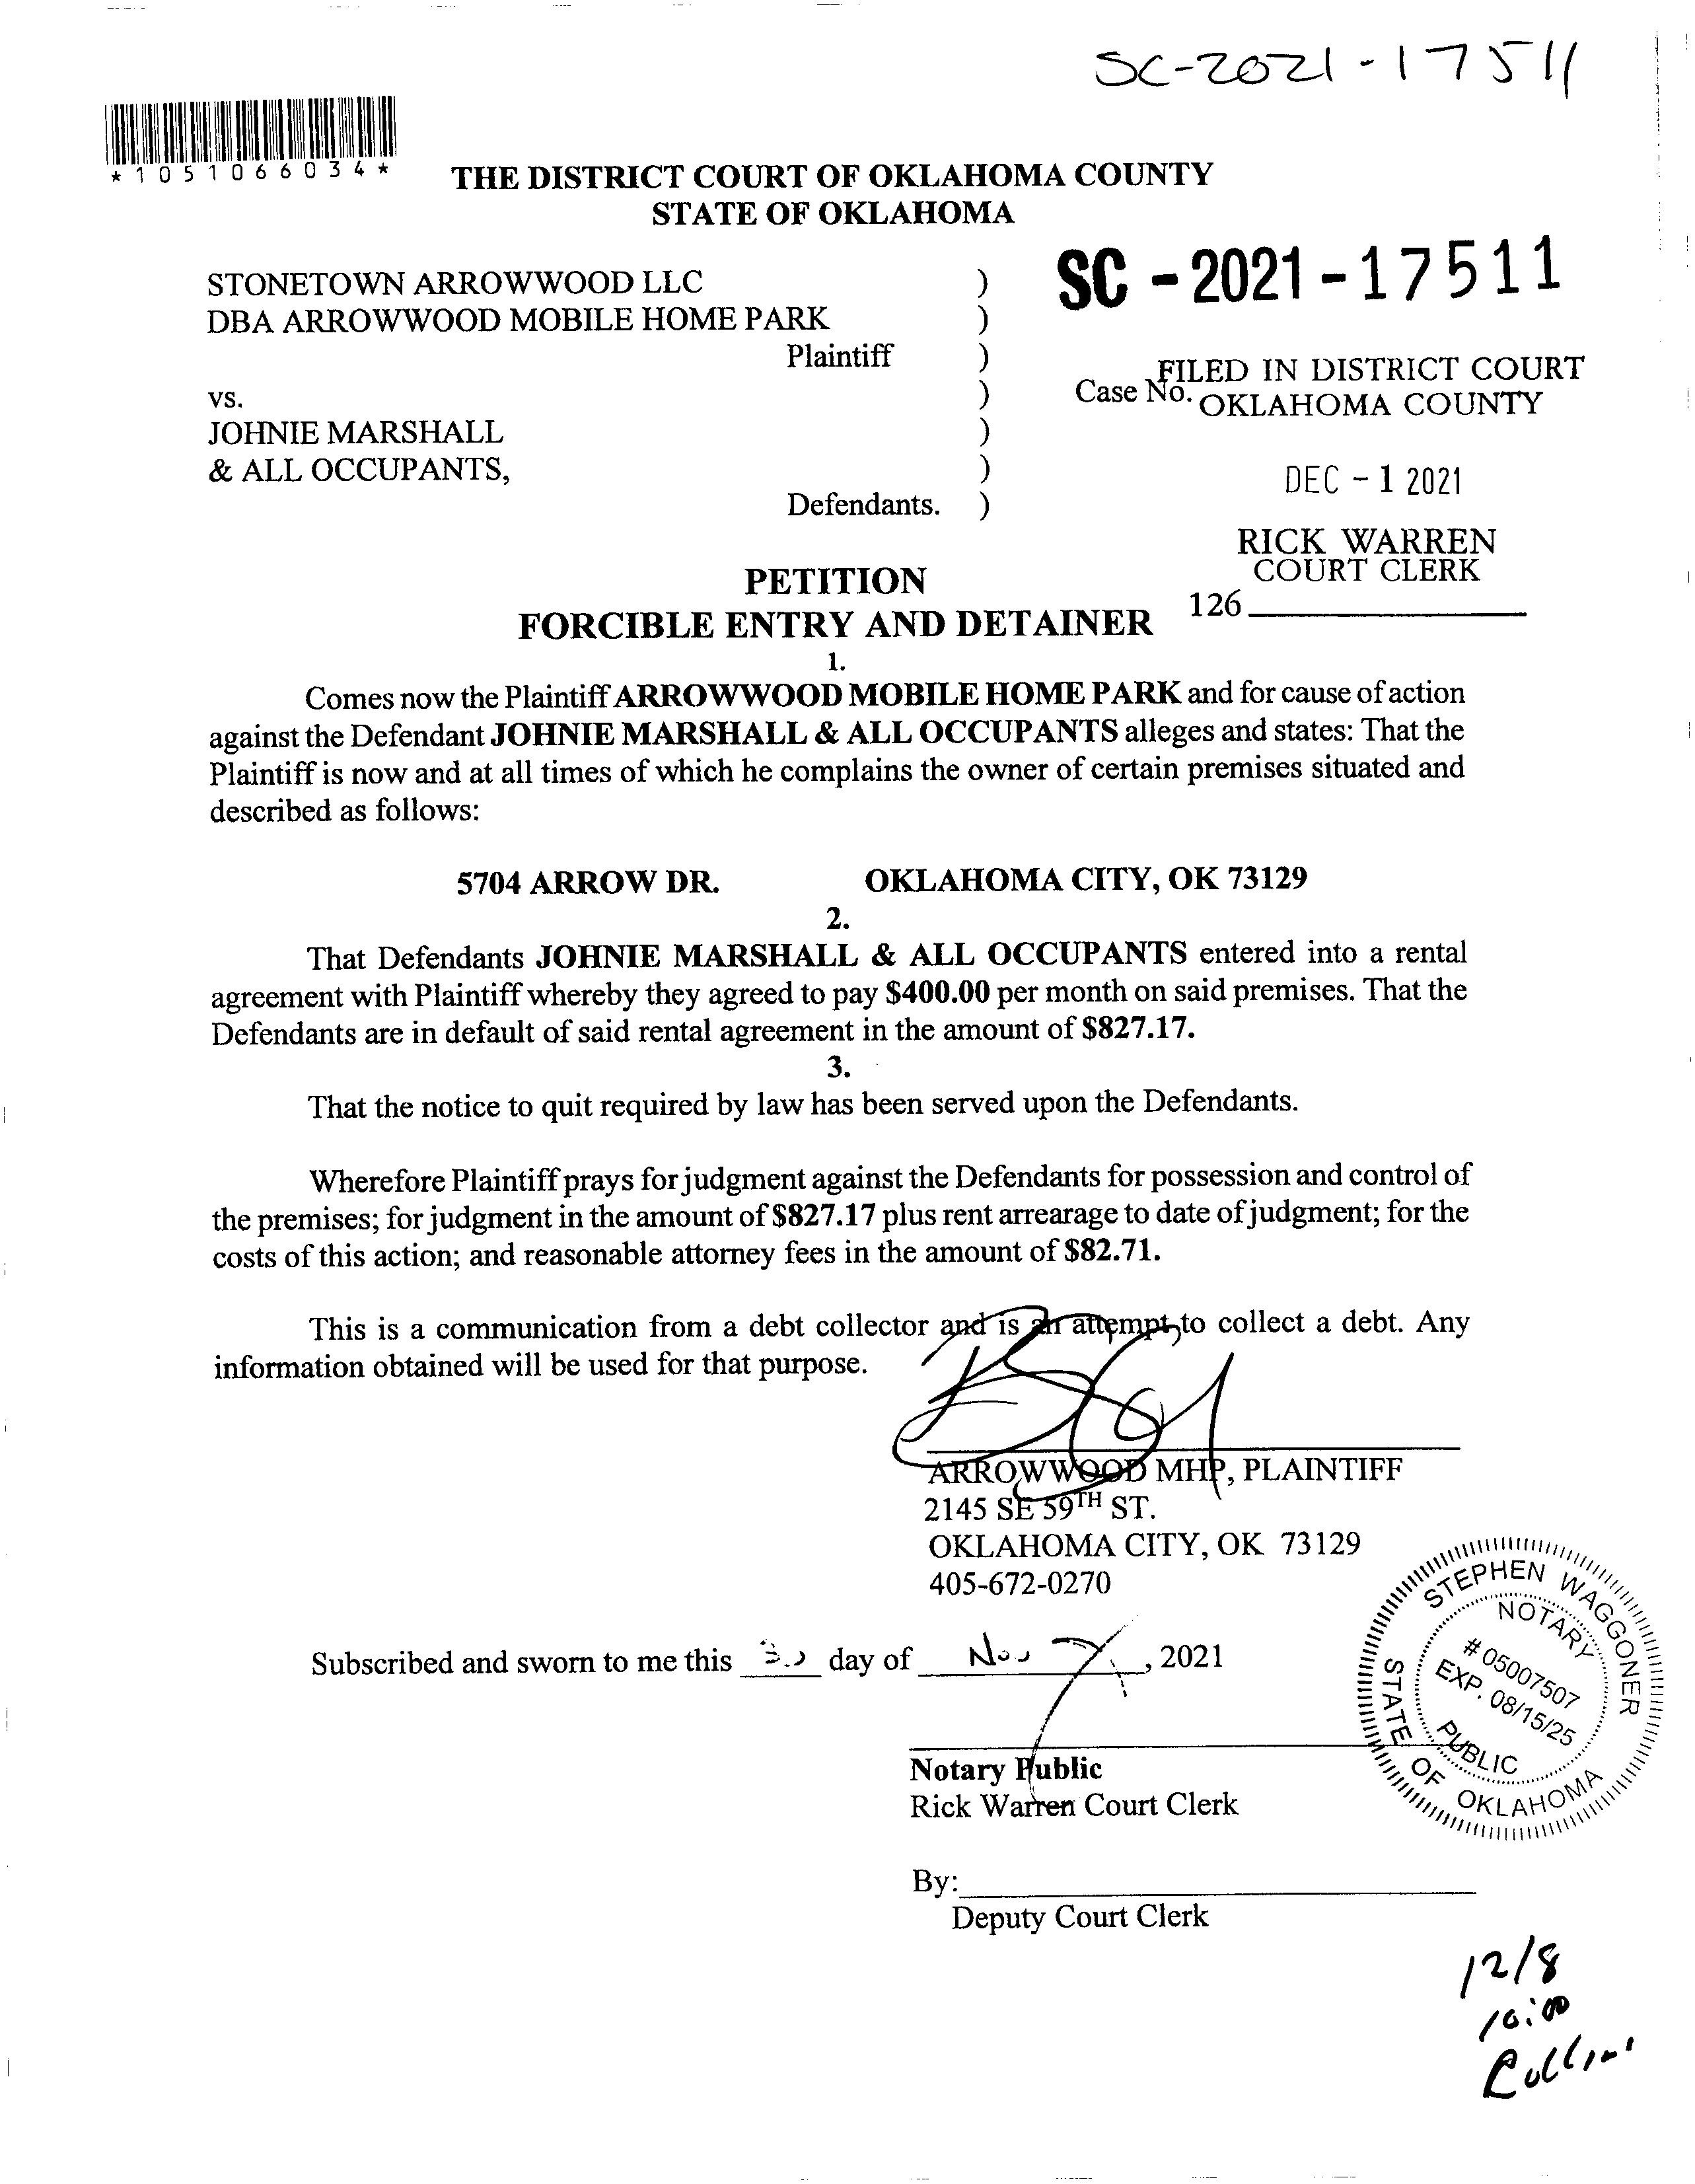 SC-2021-17511
*1051066034*
THE DISTRICT COURT OF OKLAHOMA COUNTY
STATE OF OKLAHOMA
STONETOWN ARROWWOOD LLC )
DBA ARROWWOOD MOBILE HOME PARK )
Plaintiff )
SC-2021-17511
vs. )
JOHNIE MARSHALL )
& ALL OCCUPANTS, )
Defendants. )
Case No.
FILED IN DISTRICT COURT
OKLAHOMA COUNTY
DEC -1 2021
RICK WARREN
COURT CLERK
126
PETITION
FORCIBLE ENTRY AND DETAINER
1.
Comes now the Plaintiff ARROWWOOD MOBILE HOME PARK and for cause of action
against the Defendant JOHNIE MARSHALL & ALL OCCUPANTS alleges and states: That the
Plaintiff is now and at all times of which he complains the owner of certain premises situated and
described as follows:
5704 ARROW DR. OKLAHOMA CITY, OK 73129
2.
That Defendants JOHNIE MARSHALL & ALL OCCUPANTS entered into a rental
agreement with Plaintiff whereby they agreed to pay $400.00 per month on said premises. That the
Defendants are in default of said rental agreement in the amount of $827.17.
3.
That the notice to quit required by law has been served upon the Defendants.
Wherefore Plaintiff prays for judgment against the Defendants for possession and control of
the premises; for judgment in the amount of $827.17 plus rent arrearage to date of judgment; for the
costs of this action; and reasonable attorney fees in the amount of $82.71.
This is a communication from a debt collector and is an attempt to collect a debt. Any
information obtained will be used for that purpose.
ARROWWOOD MHP, PLAINTIFF
2145 SE 59TH ST.
OKLAHOMA CITY, OK 73129
405-672-0270
Subscribed and sworn to me this day of Nov, 2021
STEPHEN WAGGONER
NOTARY
# 05007507
EXP. 08/15/25
PUBLIC
STATE OF OKLAHOMA
Notary Public
Rick Warren Court Clerk
By:
Deputy Court Clerk
12/8
10:00